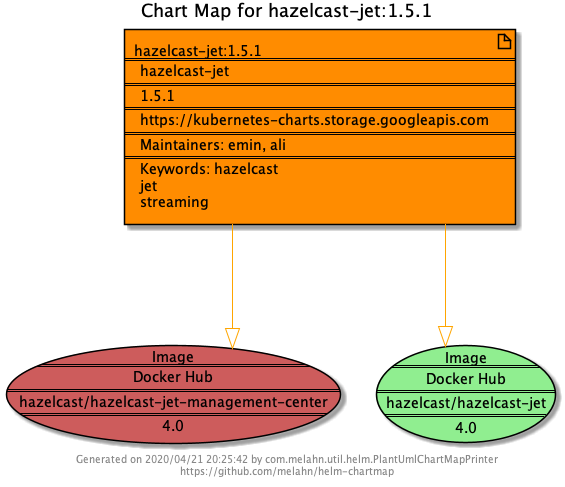 Chart Map for hazelcast-jet:1.5.1
hazelcast-jet:1.5.1
hazelcast-jet
1.5.1
https://kubernetes-charts.storage.googleapis.com
Maintainers: emin, ali
Keywords: hazelcast
jet
streaming
Image
Docker Hub
hazelcast/hazelcast-jet-management-center
4.0
Image
Docker Hub
hazelcast/hazelcast-jet
4.0
Generated on 2020/04/21 20:25:42 by com.melahn.util.helm.PlantUmlChartMapPrinter
https://github.com/melahn/helm-chartmap